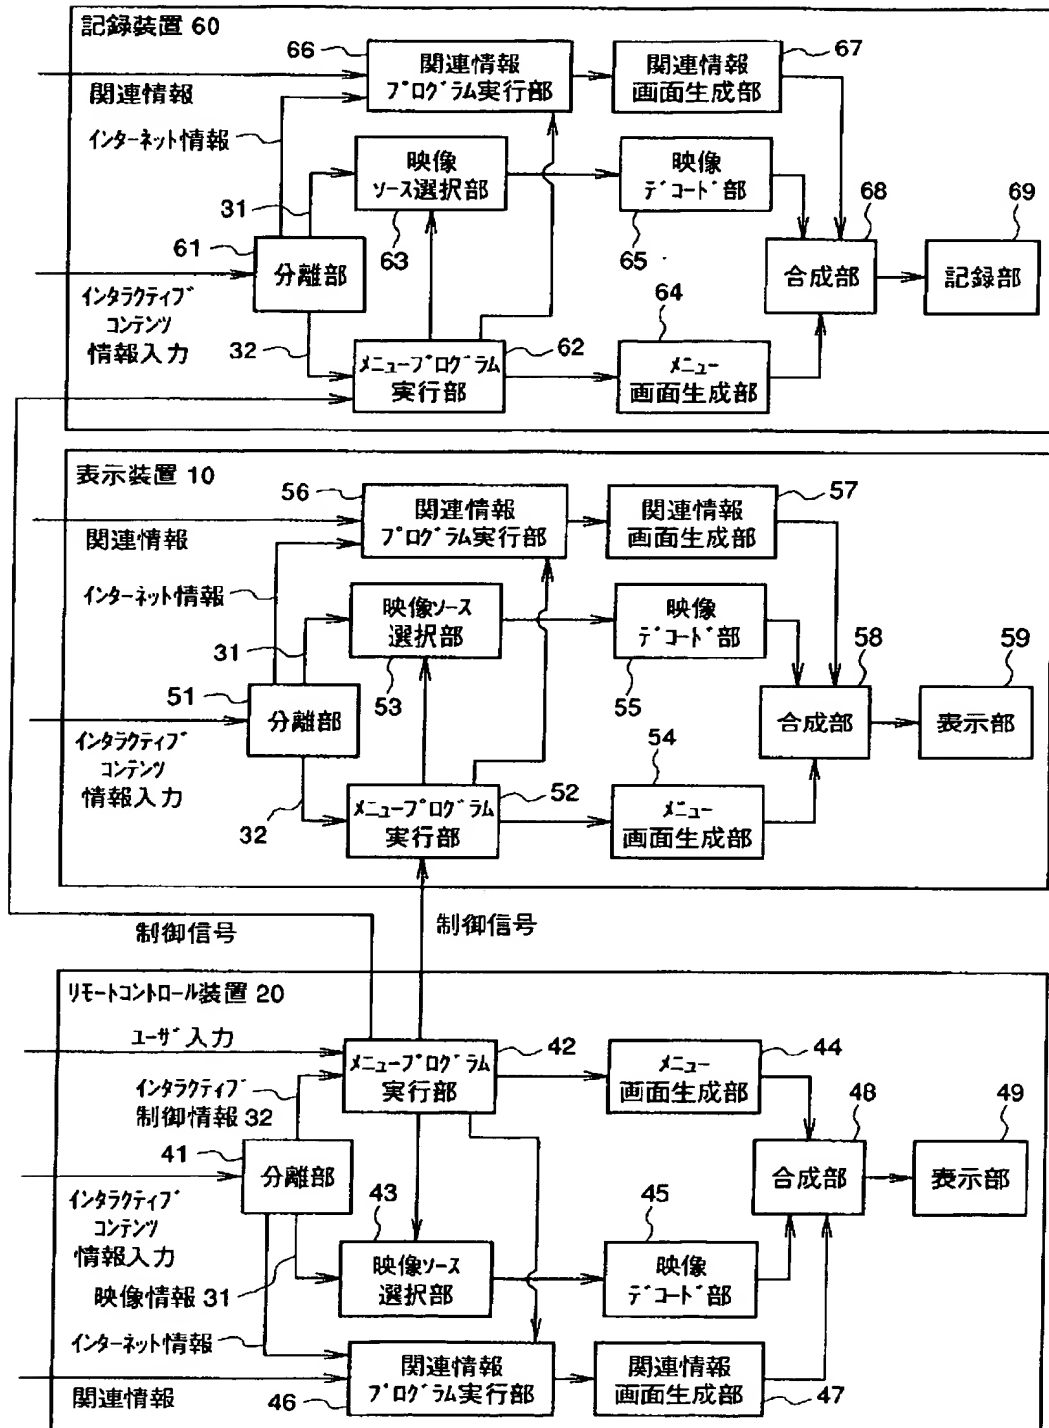 記録装置 60
66
関連情報
プログラム実行部
67
関連情報
画面生成部
関連情報
インターネット情報
31
映像
ソース選択部
63
映像
デコード部
65
68
合成部
69
記録部
61
分離部
インタラクティブ
コンテンツ
情報入力
32
メニュープログラム
実行部
62
64
メニュー
画面生成部
表示装置 10
56
関連情報
プログラム実行部
57
関連情報
画面生成部
関連情報
インターネット情報
31
映像ソース
選択部
53
映像
デコード部
55
58
合成部
59
表示部
51
分離部
インタラクティブ
コンテンツ
情報入力
32
メニュープログラム
実行部
52
54
メニュー
画面生成部
制御信号
制御信号
リモートコントロール装置 20
ユーザ入力
メニュープログラム
実行部
42
メニュー
画面生成部
44
インタラクティブ
制御情報 32
41
分離部
48
合成部
49
表示部
インタラクティブ
コンテンツ
情報入力
43
映像ソース
選択部
45
映像
デコード部
映像情報 31
インターネット情報
関連情報
46
関連情報
プログラム実行部
関連情報
画面生成部
47